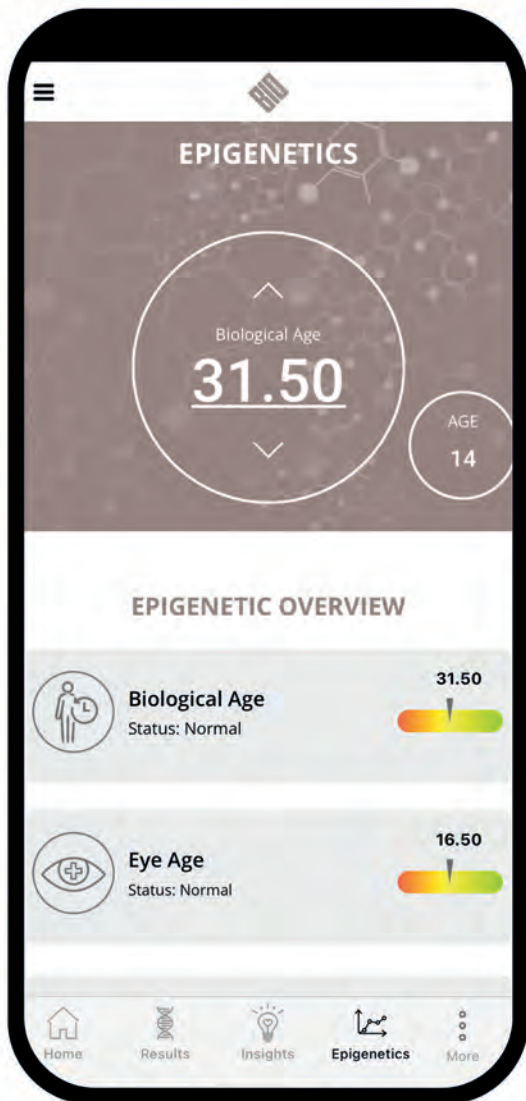 BIO
EPIGENETICS
Biological Age
31.50
AGE
14
EPIGENETIC OVERVIEW
31.50
Biological Age
Status: Normal
16.50
Eye Age
Status: Normal
Home Results Insights Epigenetics More